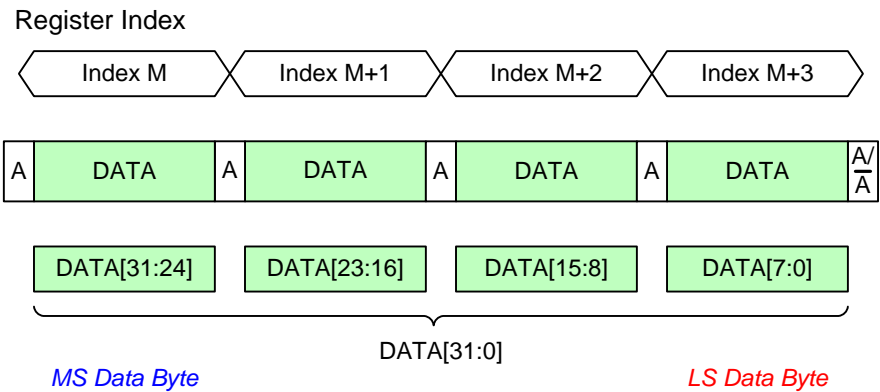 Register Index
Index M Index M+1 Index M+2 Index M+3
A DATA A DATA A DATA A DATA A/A̅
DATA[31:24] DATA[23:16] DATA[15:8] DATA[7:0]
DATA[31:0]
MS Data Byte LS Data Byte